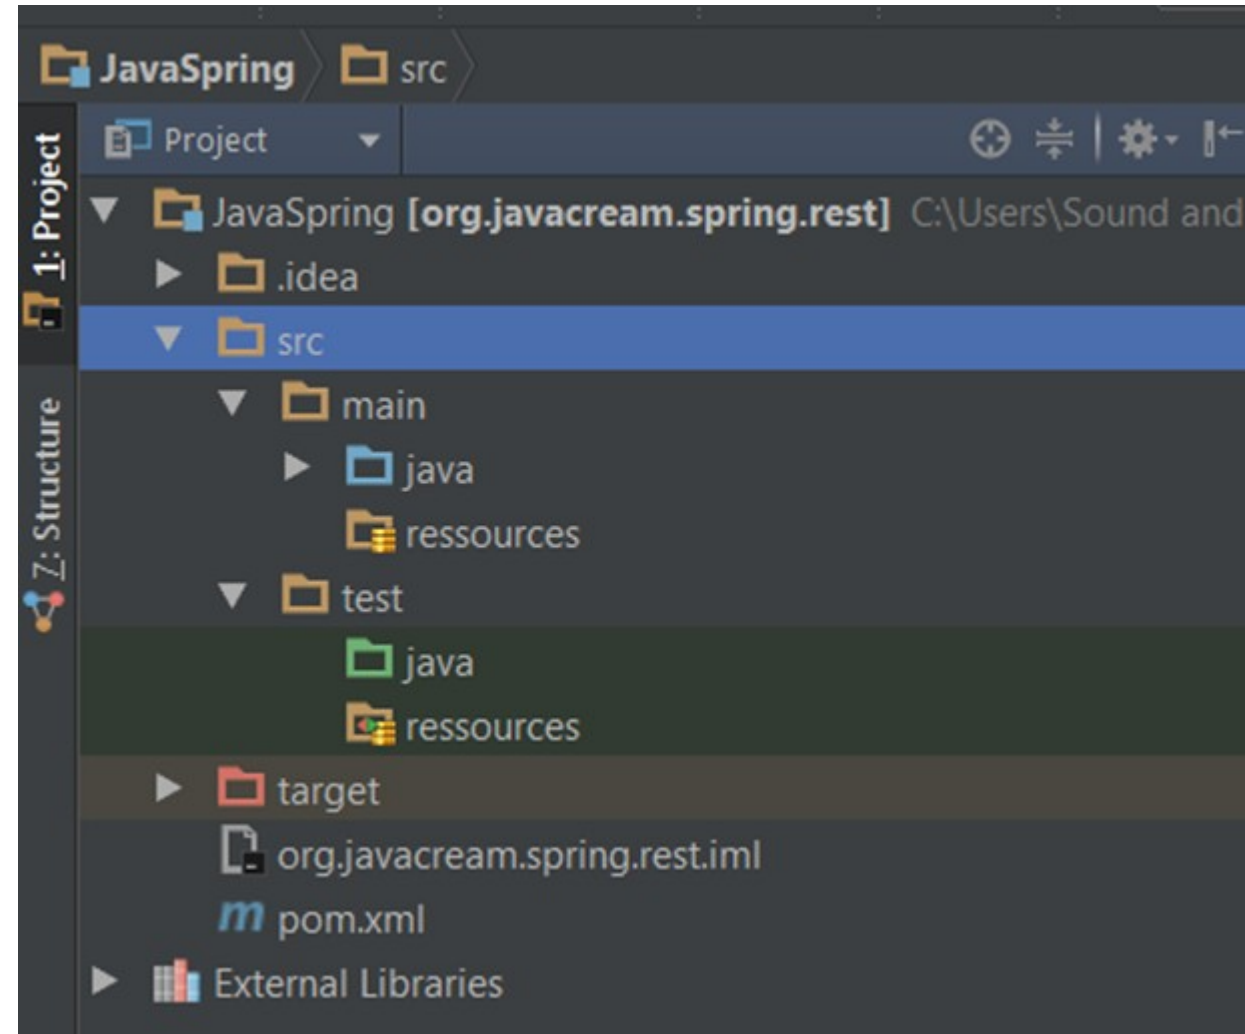 JavaSpring src
1: Project
7: Structure
Project
JavaSpring [org.javacream.spring.rest] C:\Users\Sound and
.idea
src
main
java
ressources
test
java
ressources
target
org.javacream.spring.rest.iml
m pom.xml
External Libraries